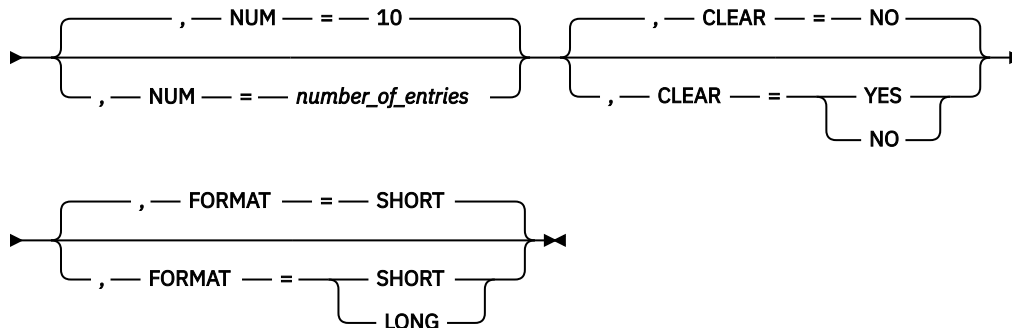 , NUM = 10 , CLEAR = NO
, NUM = number_of_entries , CLEAR = YES
NO
, FORMAT = SHORT
, FORMAT = SHORT
LONG